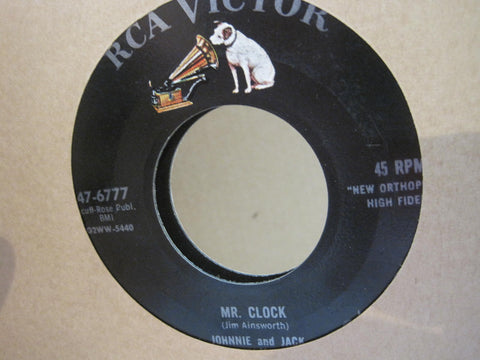 RCA VICTOR
47-6777
cuff-Rose Publ.
BMI
G2WW-5440
45 RPM
"NEW ORTHOP
HIGH FIDE
MR. CLOCK
(Jim Ainsworth)
JOHNNIE and JACK